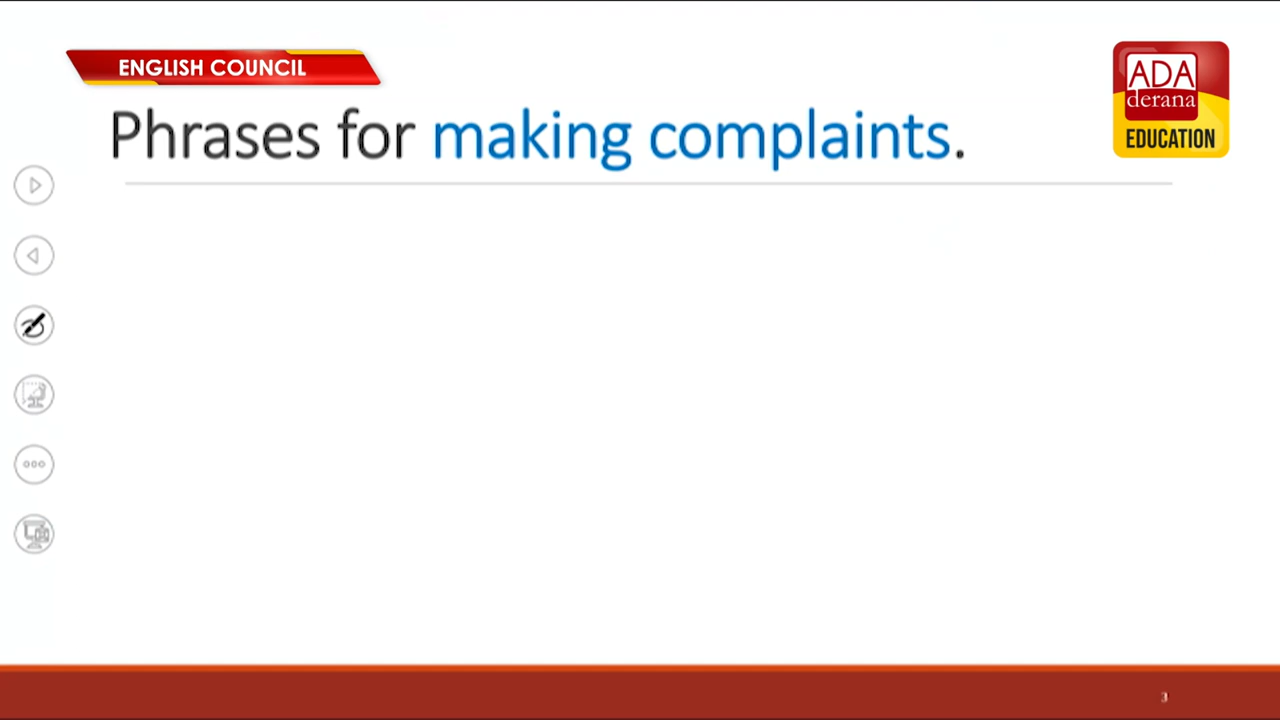 ENGLISH COUNCIL
ADA
derana
EDUCATION
Phrases for making complaints.
3